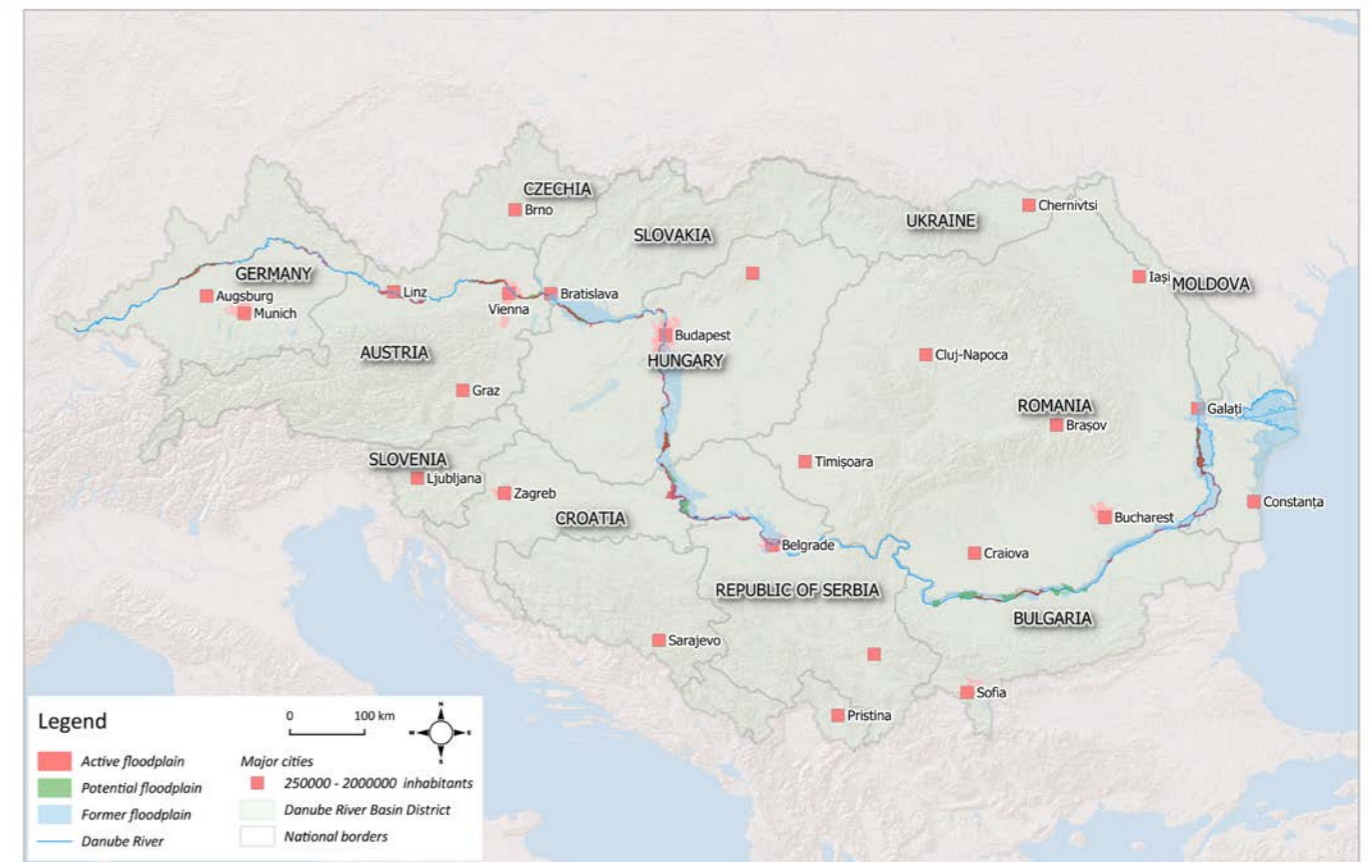 CZECHIA
Brno
Chernivtsi
UKRAINE
SLOVAKIA
GERMANY
Iași
MOLDOVA
Augsburg
Linz
Vienna
Bratislava
Munich
Budapest
AUSTRIA
HUNGARY
Cluj-Napoca
Graz
ROMANIA
Galați
Brașov
SLOVENIA
Timișoara
Ljubljana
Zagreb
Constanța
CROATIA
Bucharest
Belgrade
Craiova
REPUBLIC OF SERBIA
BULGARIA
Sarajevo
Sofia
Pristina
Legend
0 100 km
N
W E
S
Active floodplain
Potential floodplain
Former floodplain
Danube River
Major cities
250000 - 2000000 inhabitants
Danube River Basin District
National borders